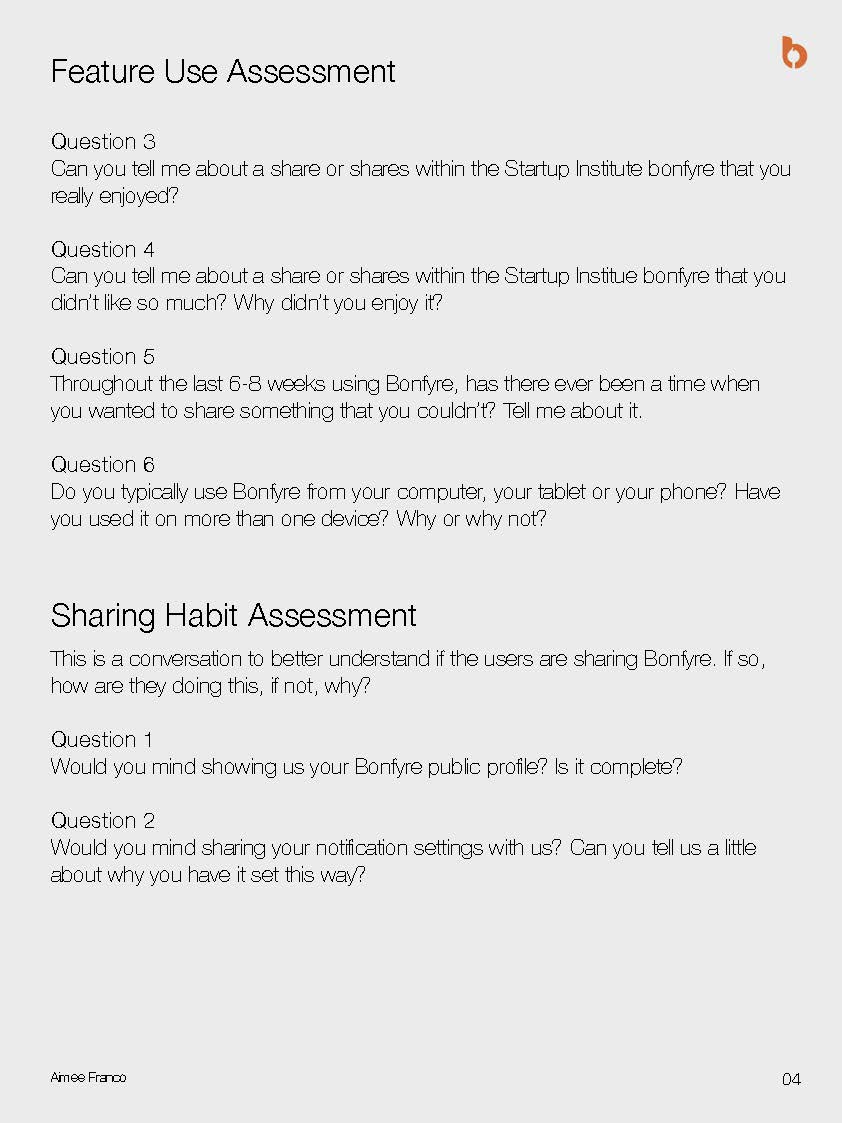 Feature Use Assessment
Question 3
Can you tell me about a share or shares within the Startup Institute bonfyre that you
really enjoyed?
Question 4
Can you tell me about a share or shares within the Startup Institue bonfyre that you
didn't like so much? Why didn't you enjoy it?
Question 5
Throughout the last 6-8 weeks using Bonfyre, has there ever been a time when
you wanted to share something that you couldn't? Tell me about it.
Question 6
Do you typically use Bonfyre from your computer, your tablet or your phone? Have
you used it on more than one device? Why or why not?
Sharing Habit Assessment
This is a conversation to better understand if the users are sharing Bonfyre. If so,
how are they doing this, if not, why?
Question 1
Would you mind showing us your Bonfyre public profile? Is it complete?
Question 2
Would you mind sharing your notification settings with us? Can you tell us a little
about why you have it set this way?
Aimee Franco
04